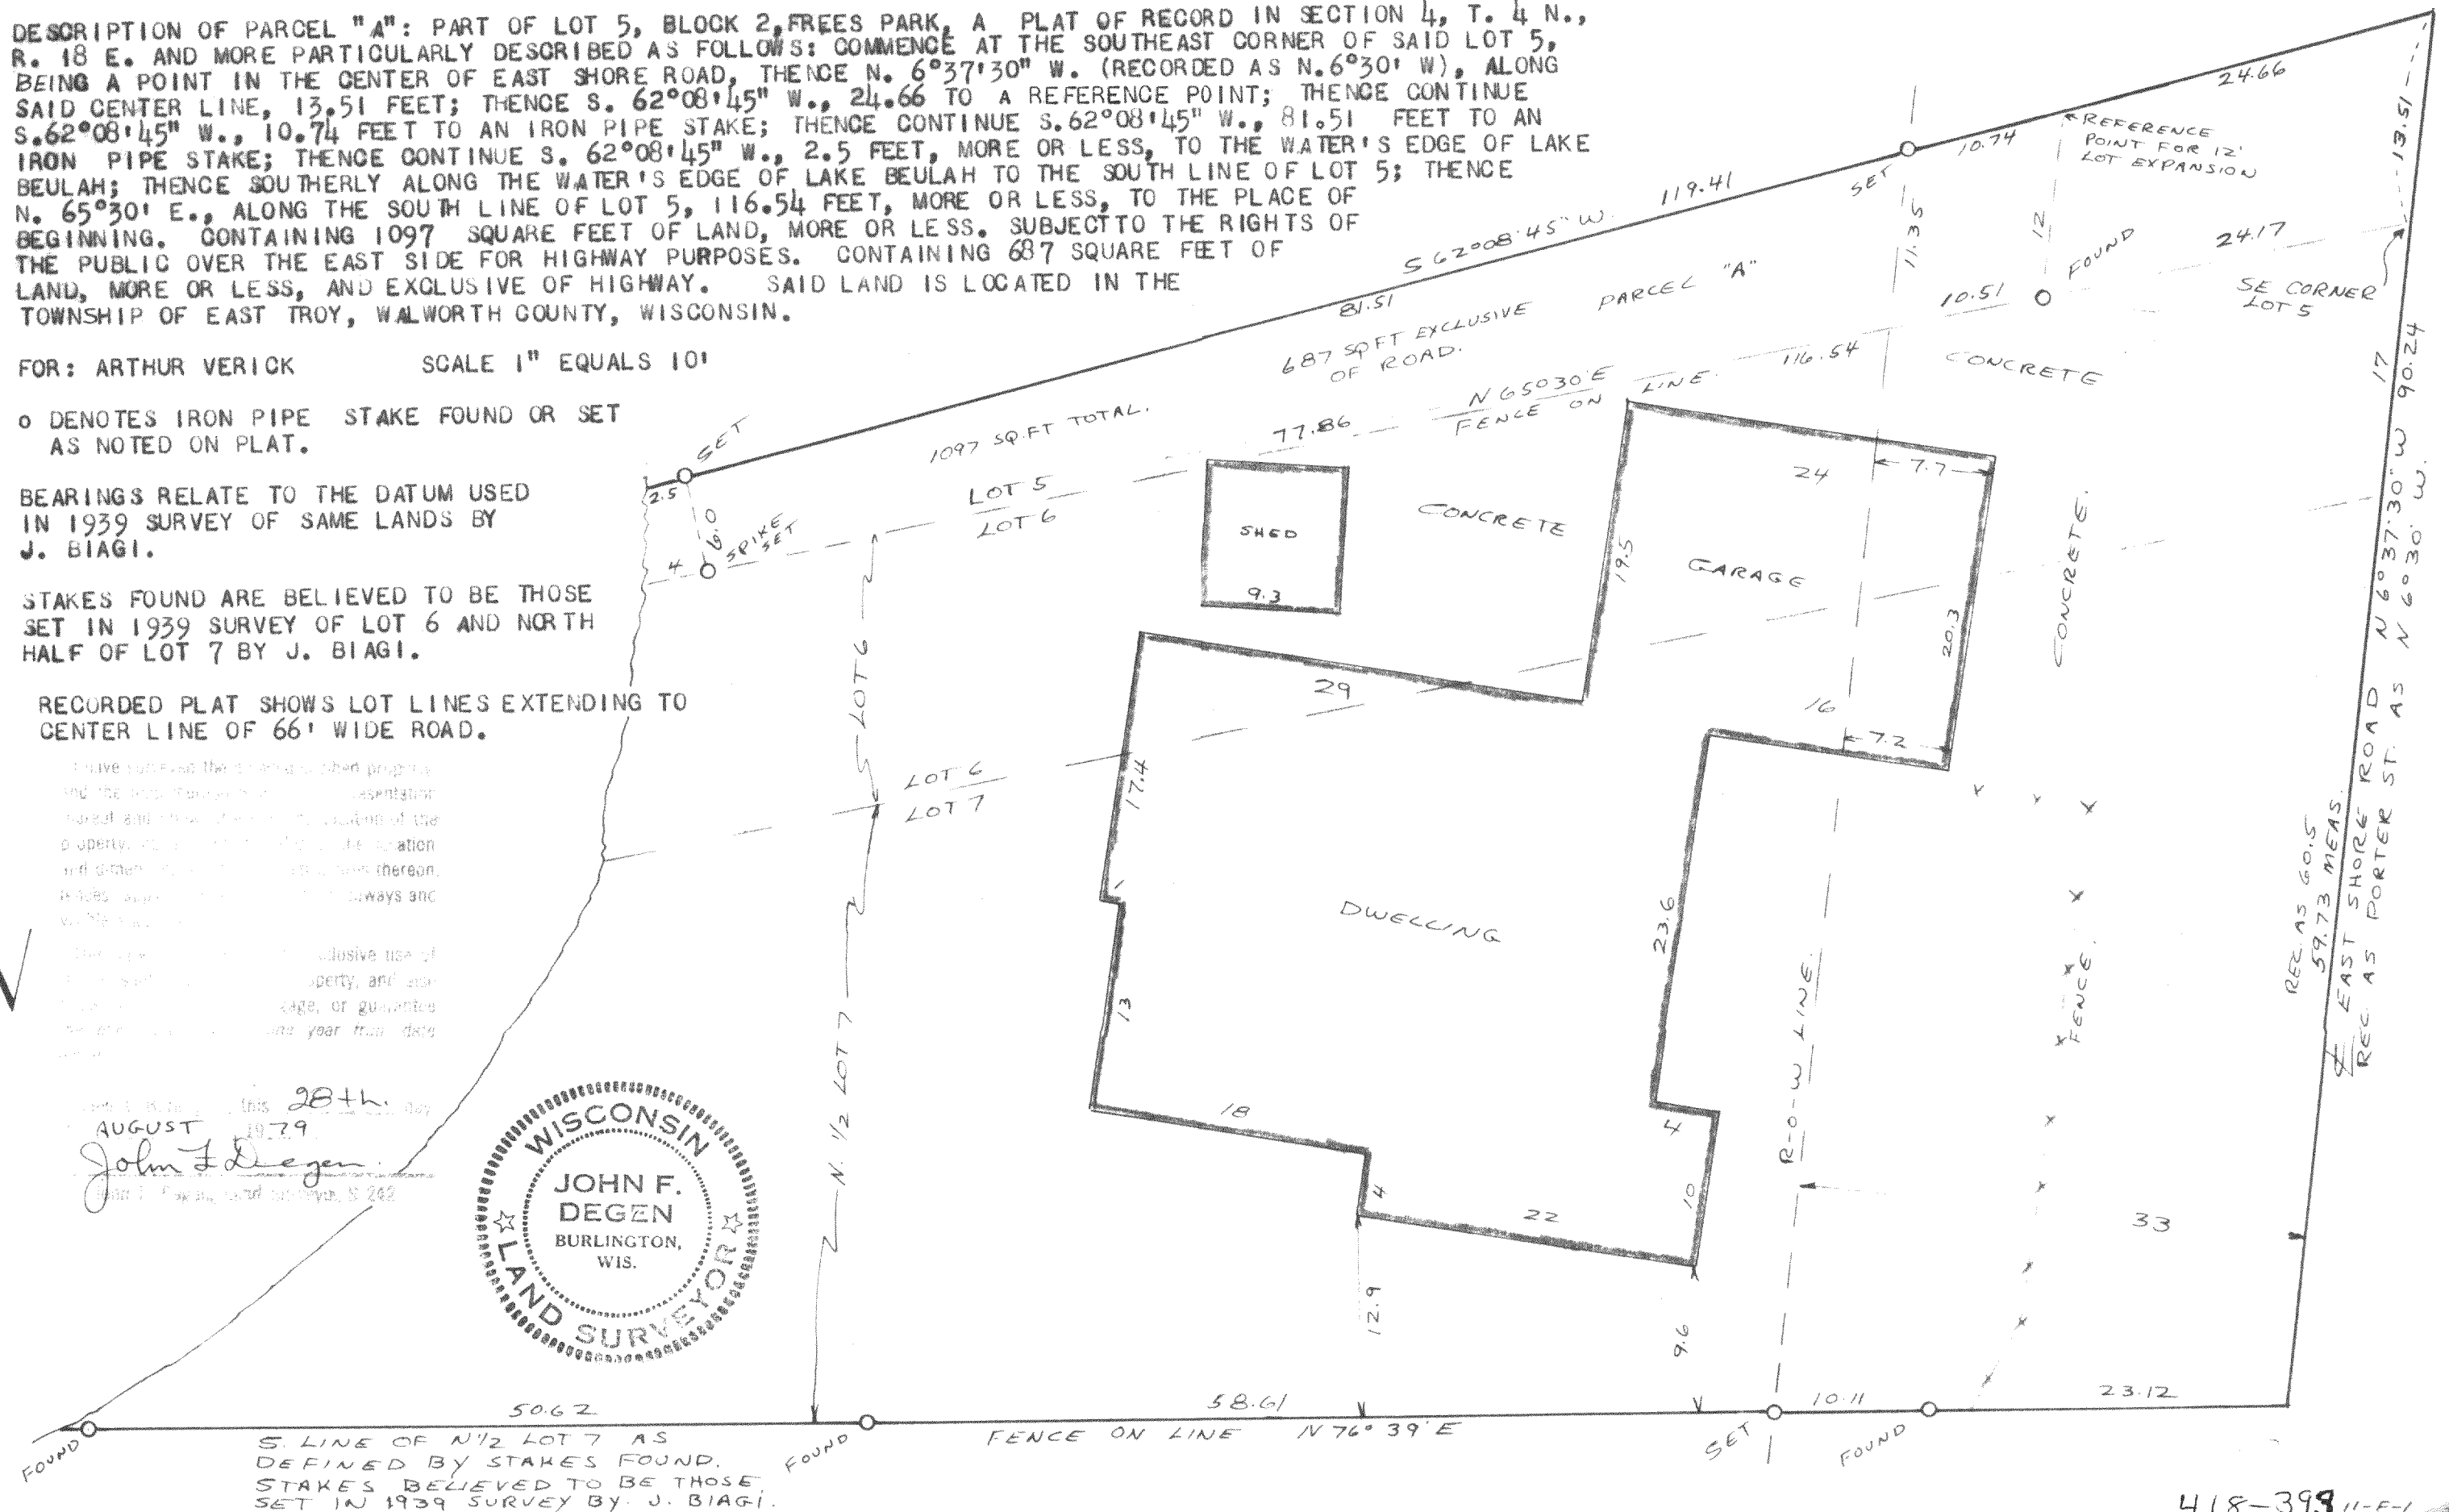 DESCRIPTION OF PARCEL "A": PART OF LOT 5, BLOCK 2, FREES PARK, A PLAT OF RECORD IN SECTION 4, T. 4 N.,
R. 18 E. AND MORE PARTICULARLY DESCRIBED AS FOLLOWS: COMMENCE AT THE SOUTHEAST CORNER OF SAID LOT 5,
BEING A POINT IN THE CENTER OF EAST SHORE ROAD, THENCE N. 6°37'30" W. (RECORDED AS N.6°30' W), ALONG
SAID CENTER LINE, 13.51 FEET; THENCE S. 62°08'45" W., 24.66 TO A REFERENCE POINT; THENCE CONTINUE
S.62°08'45" W., 10.74 FEET TO AN IRON PIPE STAKE; THENCE CONTINUE S.62°08'45" W., 81.51 FEET TO AN
IRON PIPE STAKE; THENCE CONTINUE S. 62°08'45" W., 2.5 FEET, MORE OR LESS, TO THE WATER'S EDGE OF LAKE
BEULAH; THENCE SOUTHERLY ALONG THE WATER'S EDGE OF LAKE BEULAH TO THE SOUTH LINE OF LOT 5; THENCE
N. 65°30' E., ALONG THE SOUTH LINE OF LOT 5, 116.54 FEET, MORE OR LESS, TO THE PLACE OF
BEGINNING. CONTAINING 1097 SQUARE FEET OF LAND, MORE OR LESS. SUBJECT TO THE RIGHTS OF
THE PUBLIC OVER THE EAST SIDE FOR HIGHWAY PURPOSES. CONTAINING 687 SQUARE FEET OF
LAND, MORE OR LESS, AND EXCLUSIVE OF HIGHWAY. SAID LAND IS LOCATED IN THE
TOWNSHIP OF EAST TROY, WALWORTH COUNTY, WISCONSIN.
FOR: ARTHUR VERICK SCALE 1" EQUALS 10'
o DENOTES IRON PIPE STAKE FOUND OR SET
AS NOTED ON PLAT.
BEARINGS RELATE TO THE DATUM USED
IN 1939 SURVEY OF SAME LANDS BY
J. BIAGI.
STAKES FOUND ARE BELIEVED TO BE THOSE
SET IN 1939 SURVEY OF LOT 6 AND NORTH
HALF OF LOT 7 BY J. BIAGI.
RECORDED PLAT SHOWS LOT LINES EXTENDING TO
CENTER LINE OF 66' WIDE ROAD.
this 28th. day
AUGUST 1979
John F Degen
WISCONSIN
JOHN F.
DEGEN
BURLINGTON,
WIS.
LAND SURVEYOR
24.66
13.51
REFERENCE
POINT FOR 12'
LOT EXPANSION
10.74
SET
119.41
S 62°08'45" W.
81.51
11.35
12
FOUND
24.17
SE CORNER
LOT 5
10.51
PARCEL "A"
687 SQ FT EXCLUSIVE
OF ROAD.
1097 SQ.FT TOTAL.
116.54
N 65°30'E
FENCE ON LINE.
77.86
SET
2.5
6.0
SPIKE
SET
4
LOT 5
LOT 6
SHED
9.3
CONCRETE
CONCRETE
CONCRETE.
GARAGE
24
7.7
19.5
20.3
16
7.2
29
17.4
LOT 6
LOT 7
LOT 6
N. 1/2 LOT 7
DWELLING
13
18
4
22
10
4
23.6
12.9
9.6
R-O-W LINE.
FENCE.
33
17
90.24
N 6°37'30" W
N 6°30' W.
REC. AS 60.5
59.73 MEAS.
℄ EAST SHORE ROAD
REC. AS PORTER ST. AS
50.62
58.61
10.11
23.12
FENCE ON LINE N 76° 39' E
FOUND
FOUND
SET
FOUND
S. LINE OF N 1/2 LOT 7 AS
DEFINED BY STAKES FOUND.
STAKES BELIEVED TO BE THOSE
SET IN 1939 SURVEY BY J. BIAGI.
N